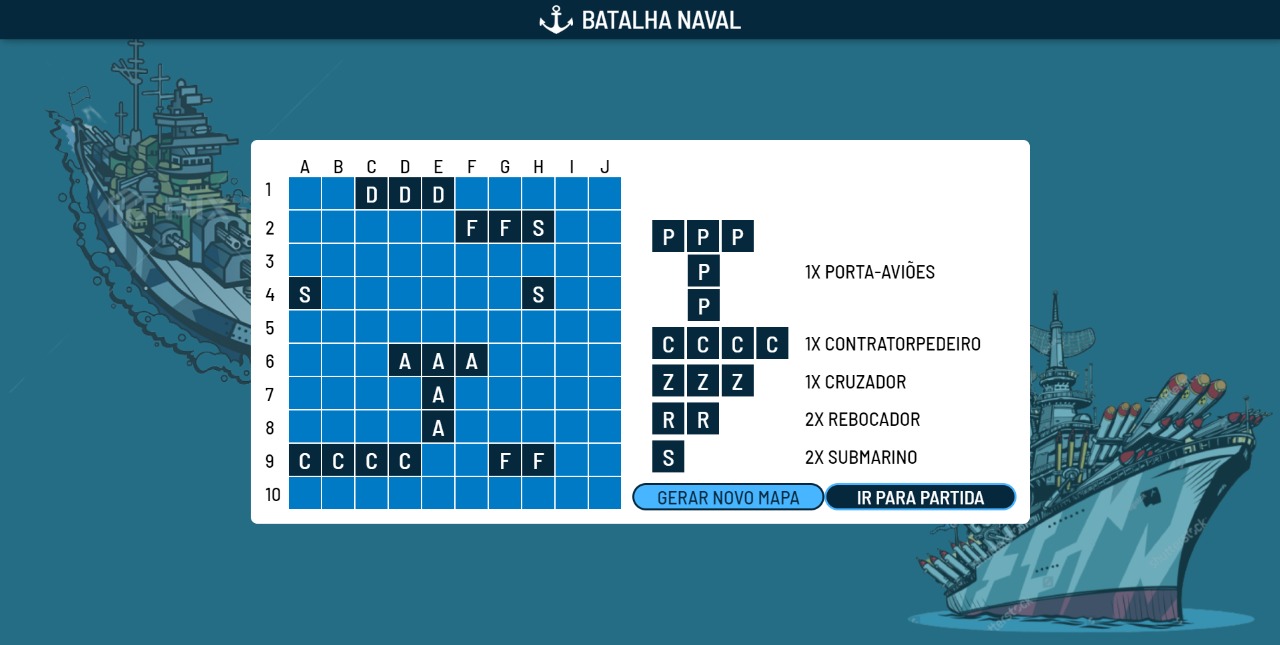 BATALHA NAVAL
A B C D E F G H I J
1 D D D
2 F F S
3
4 S S
5
6 A A A
7 A
8 A
9 C C C C F F
10
P P P
P
P
1X PORTA-AVIÕES
C C C C 1X CONTRATORPEDEIRO
Z Z Z 1X CRUZADOR
R R 2X REBOCADOR
S 2X SUBMARINO
GERAR NOVO MAPA
IR PARA PARTIDA